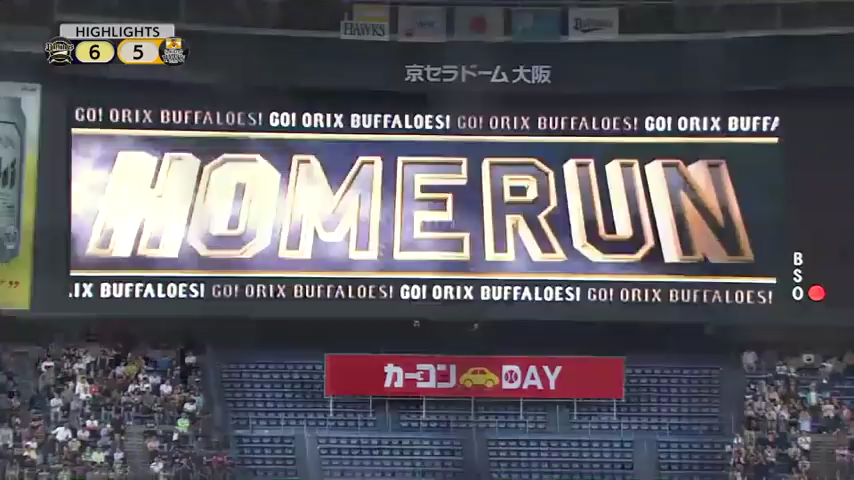 HIGHLIGHTS
6 5
HAWKS
Buffaloes
京セラドーム大阪
GO! ORIX BUFFALOES! GO! ORIX BUFFALOES! GO! ORIX BUFFALOES! GO! ORIX BUFFA
HOMERUN
.IX BUFFALOES! GO! ORIX BUFFALOES! GO! ORIX BUFFALOES! GO! ORIX BUFFALOES!
B
S
O
カーコン DAY